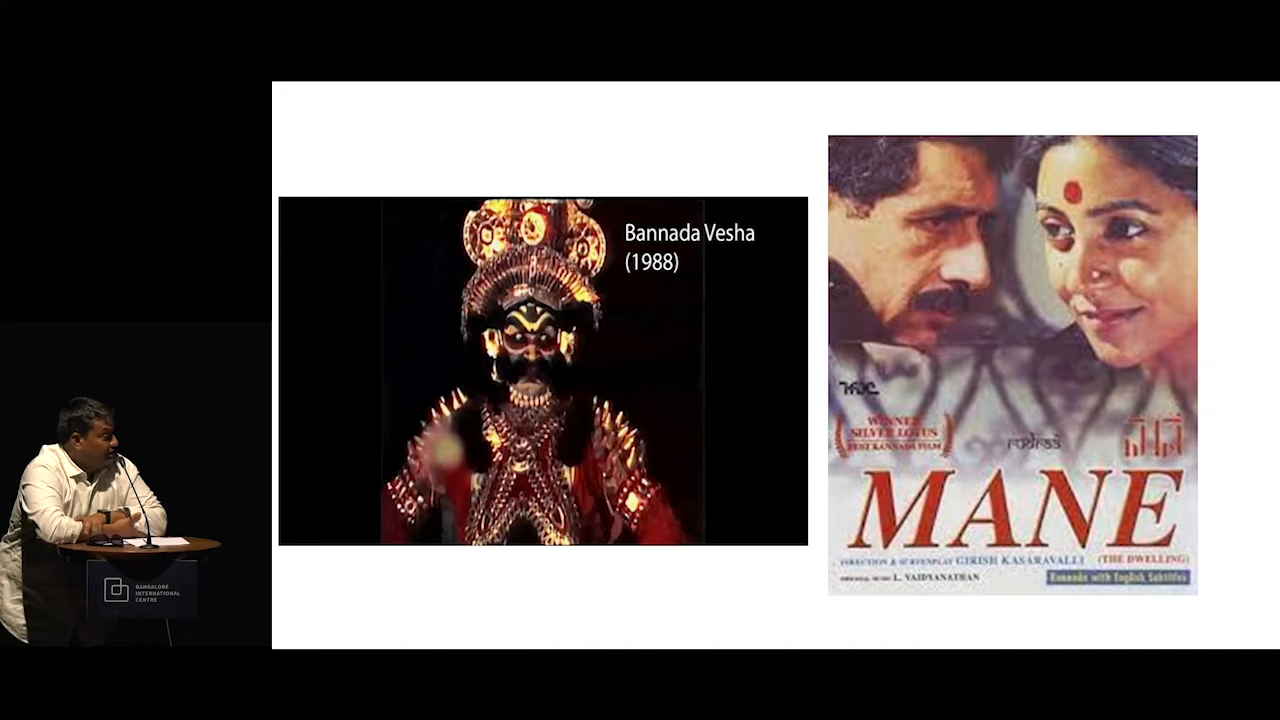 Bannada Vesha
(1988)
WINNER
SILVER LOTUS
BEST KANNADA FILM
rudraa
ಮನೆ
MANE
DIRECTION & SCREENPLAY GIRISH KASARAVALLI (THE DWELLING)
ORIGINAL MUSIC L. VAIDYANATHAN
Kannada with English Subtitles
BANGALORE
INTERNATIONAL
CENTRE